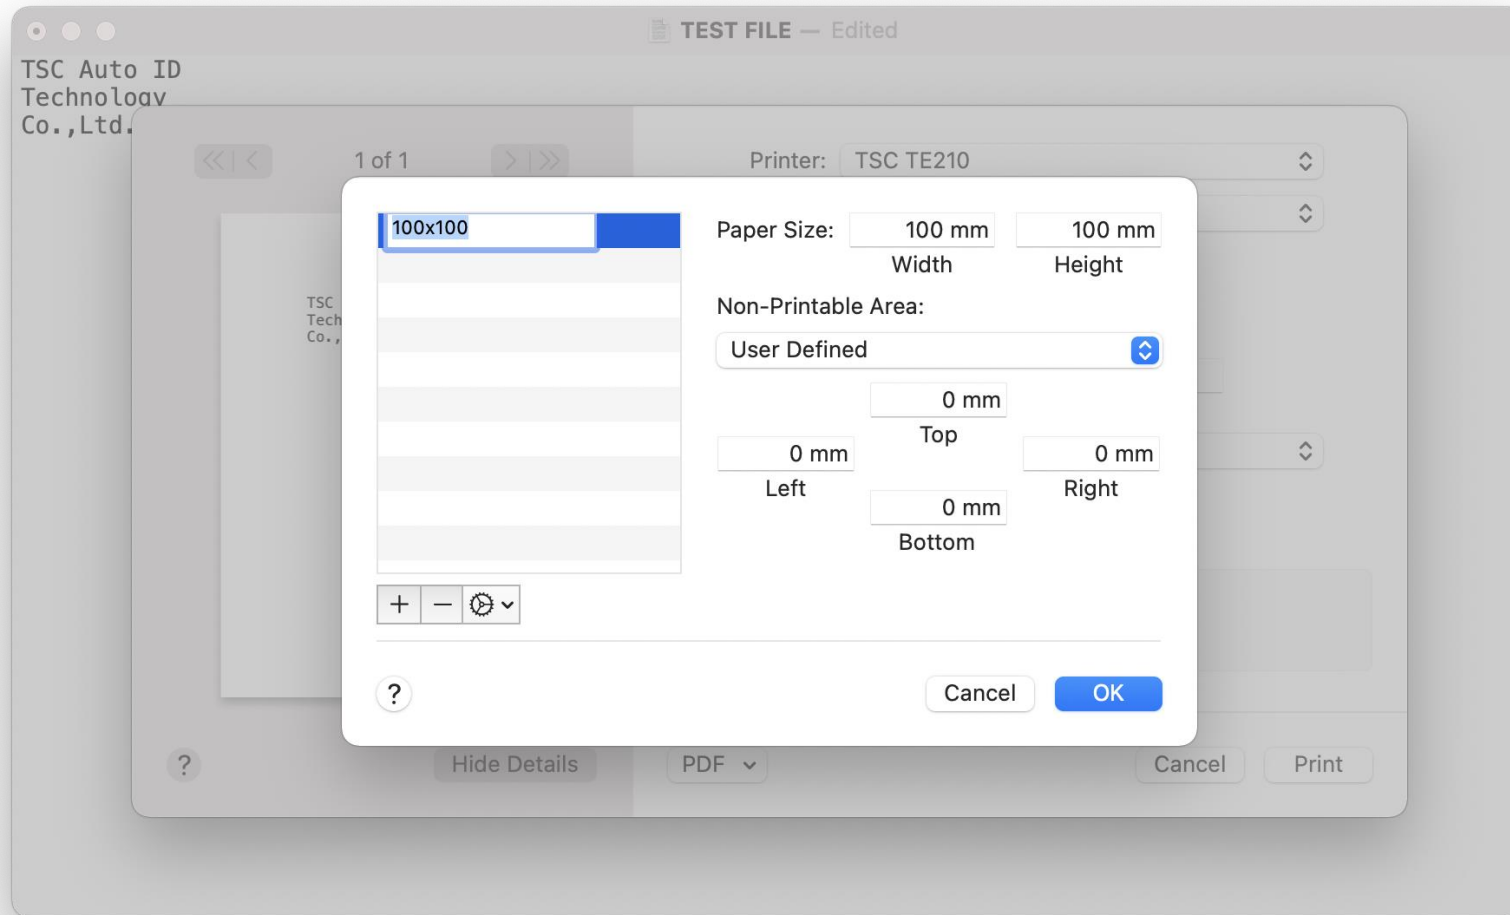 TEST FILE — Edited
TSC Auto ID
Technology
Co.,Ltd.
1 of 1
Printer: TSC TE210
TSC
Tech
Co.,
100x100
Paper Size: 100 mm 100 mm
Width Height
Non-Printable Area:
User Defined
0 mm
Top
0 mm 0 mm
Left Right
0 mm
Bottom
? Cancel OK
? Hide Details PDF Cancel Print